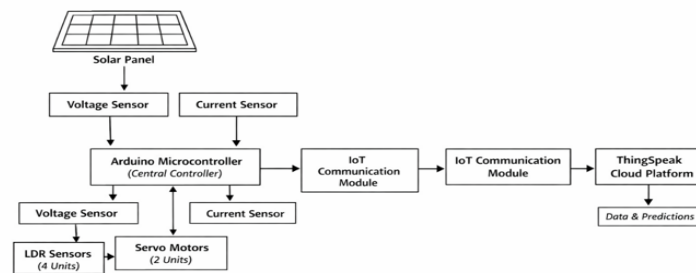 Solar Panel
Voltage Sensor
Current Sensor
Arduino Microcontroller
(Central Controller)
IoT
Communication
Module
IoT Communication
Module
ThingSpeak
Cloud Platform
Voltage Sensor
Current Sensor
Data & Predictions
LDR Sensors
(4 Units)
Servo Motors
(2 Units)